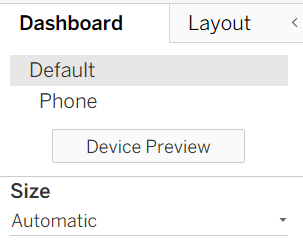 Dashboard Layout <
Default
Phone
Device Preview
Size
Automatic